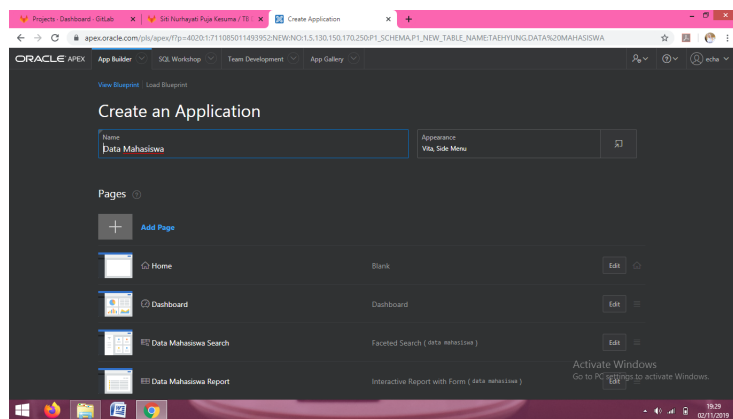 Projects · Dashboard · GitLab
Siti Nurhayati Puja Kesuma / TII
Create Application
apex.oracle.com/pls/apex/f?p=4020:1:711085011493952:NEW:NO:1.5,130,150,170,250:P1_SCHEMA,P1_NEW_TABLE_NAME:TAEHYUNG,DATA%20MAHASISWA
ORACLE APEX App Builder SQL Workshop Team Development App Gallery echa
View Blueprint Load Blueprint
Create an Application
Name
Data Mahasiswa
Appearance
Vita, Side Menu
Pages
Add Page
Home Blank Edit
Dashboard Dashboard Edit
Data Mahasiswa Search Faceted Search ( data mahasiswa ) Edit
Data Mahasiswa Report Interactive Report with Form ( data mahasiswa ) Edit
Activate Windows
Go to PC settings to activate Windows.
19:29
02/11/2019